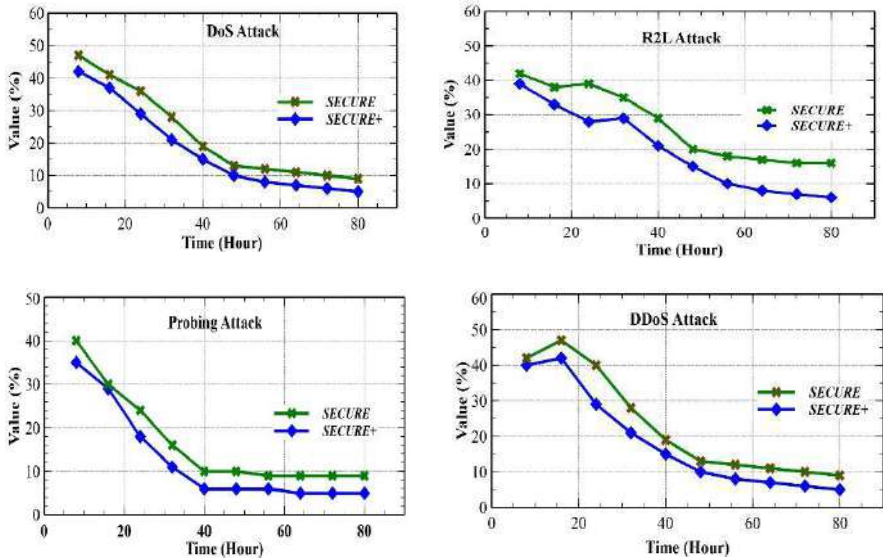 DoS Attack
60
50
40
30
20
10
0
Value (%)
SECURE
SECURE+
0 20 40 60 80
Time (Hour)
R2L Attack
60
50
40
30
20
10
0
Value (%)
SECURE
SECURE+
0 20 40 60 80
Time (Hour)
Probing Attack
50
40
30
20
10
0
Value (%)
SECURE
SECURE+
0 20 40 60 80
Time (Hour)
DDoS Attack
60
50
40
30
20
10
0
Value (%)
SECURE
SECURE+
0 20 40 60 80
Time (Hour)